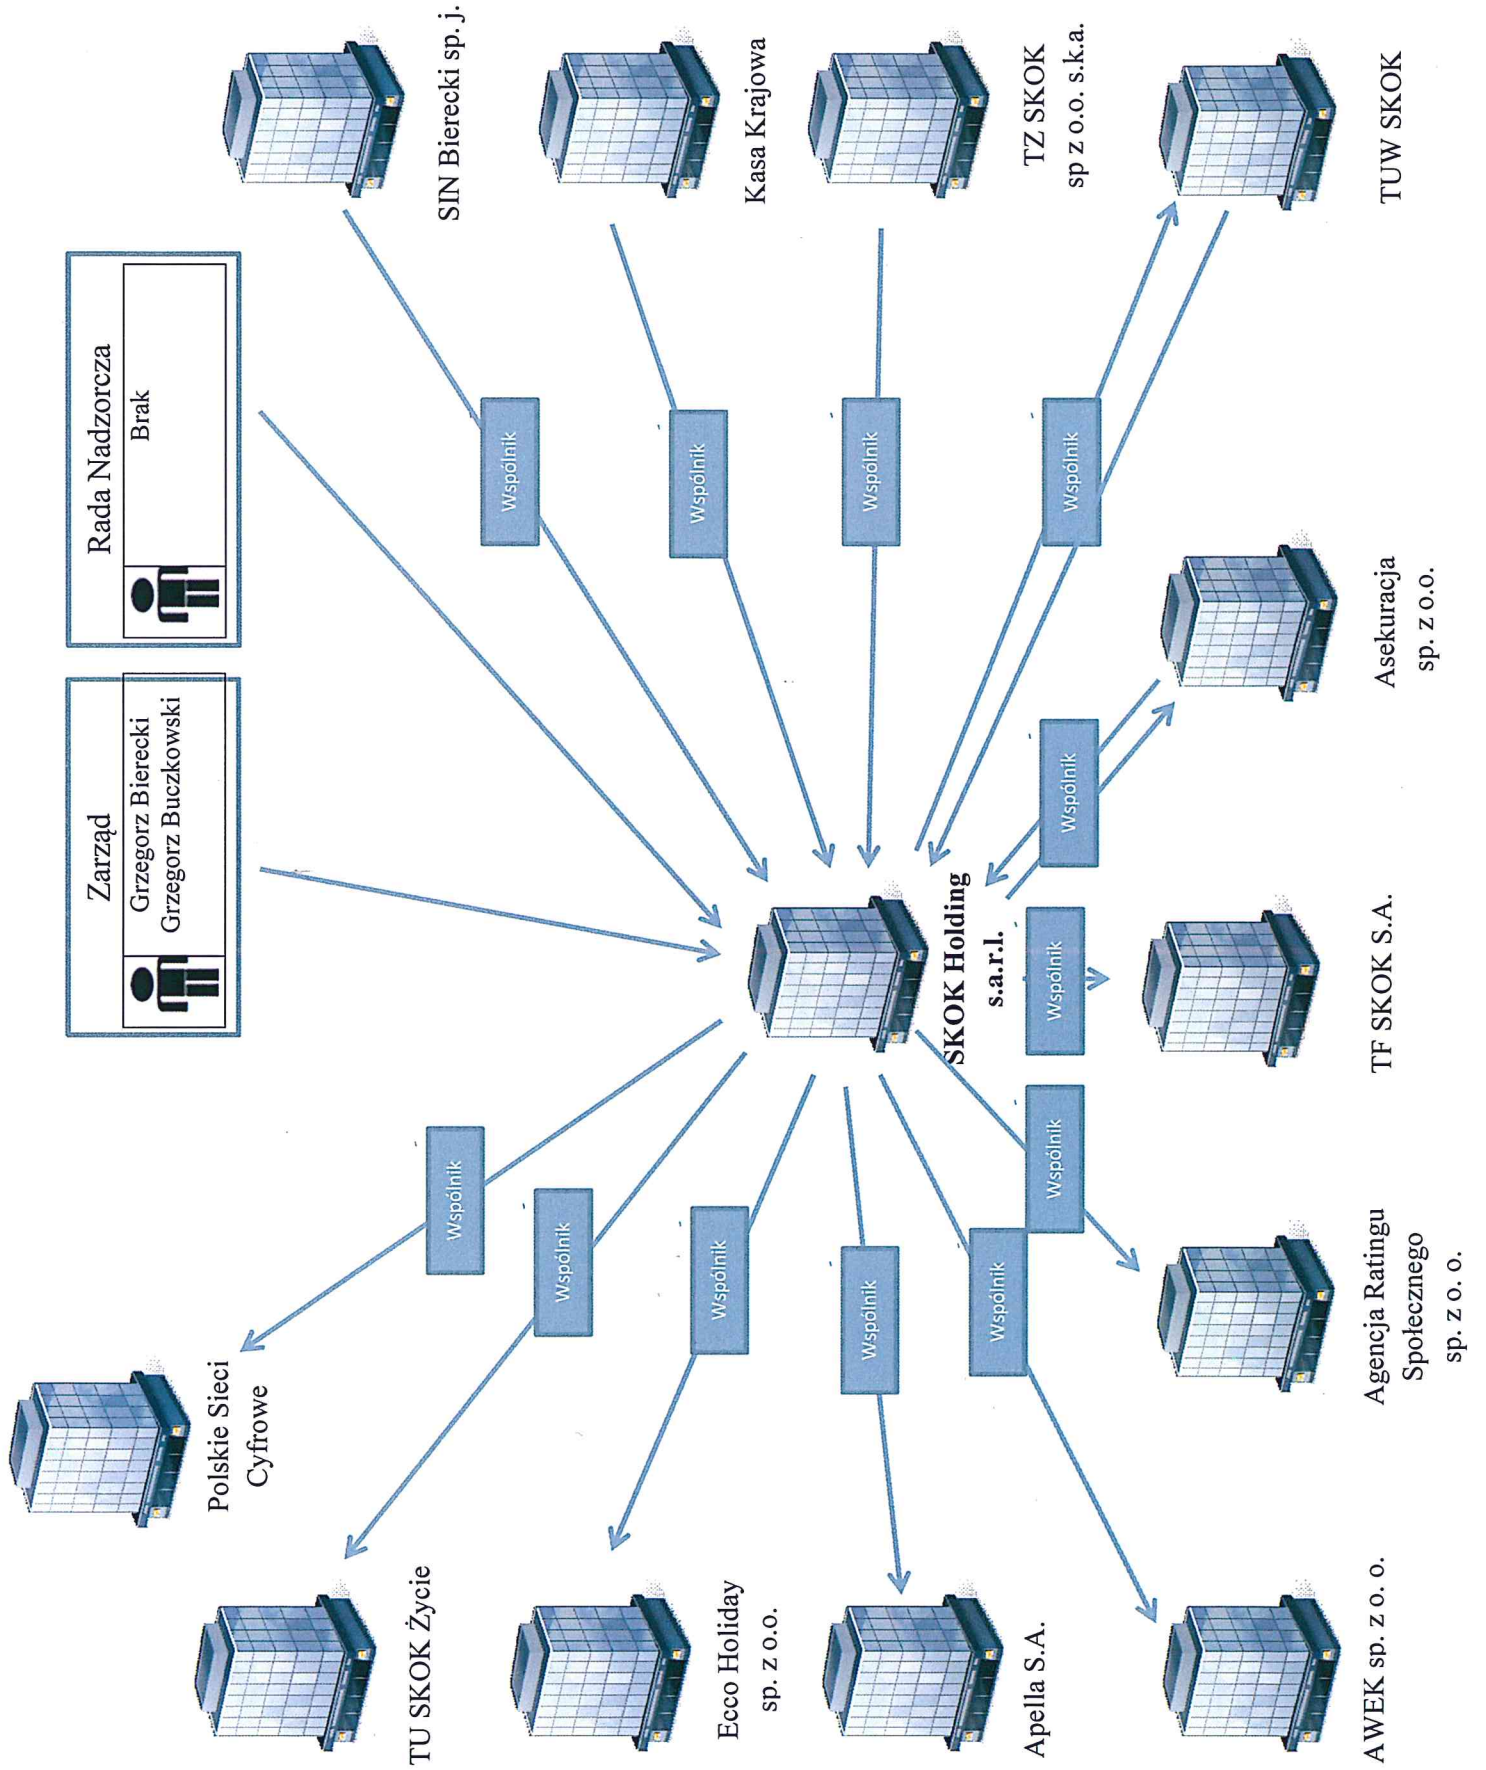 Zarząd
Grzegorz Bierecki
Grzegorz Buczkowski
Rada Nadzorcza
Brak
Polskie Sieci
Cyfrowe
Wspólnik
TU SKOK Życie
SIN Bierecki sp. j.
Wspólnik
Wspólnik
Wspólnik
Wspólnik
Ecco Holiday
sp. z o.o.
Kasa Krajowa
Wspólnik
Wspólnik
SKOK Holding
s.a.r.l.
Apella S.A.
TZ SKOK
sp z o.o. s.k.a.
Wspólnik
Wspólnik
Wspólnik
Wspólnik
Wspólnik
AWEK sp. z o. o.
Agencja Ratingu
Społecznego
sp. z o. o.
TF SKOK S.A.
Asekuracja
sp. z o.o.
TUW SKOK